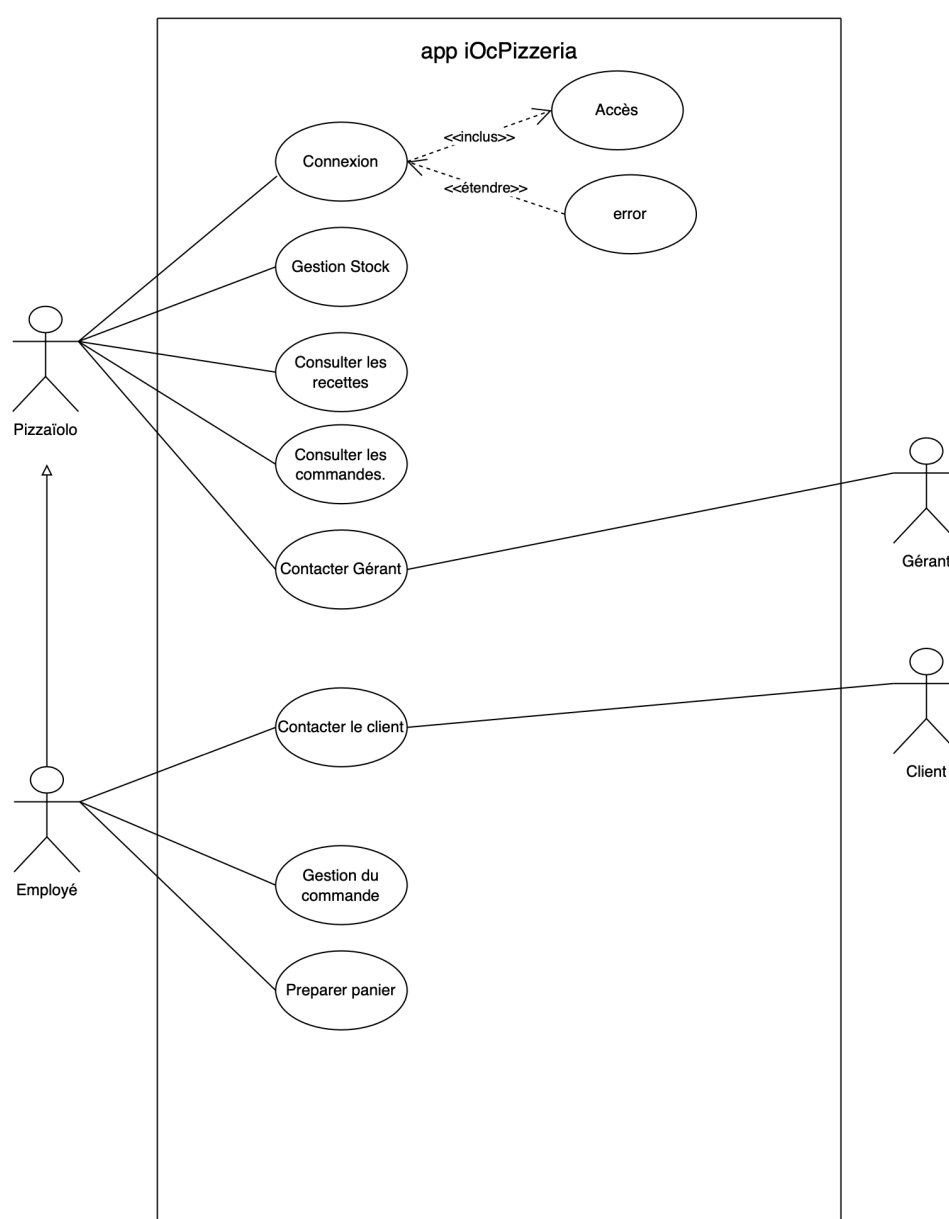 app iOcPizzeria
Accès
<<inclus>>
Connexion
<<étendre>>
error
Gestion Stock
Consulter les
recettes
Pizzaïolo
Consulter les
commandes.
Contacter Gérant
Gérant
Contacter le client
Client
Employé
Gestion du
commande
Preparer panier